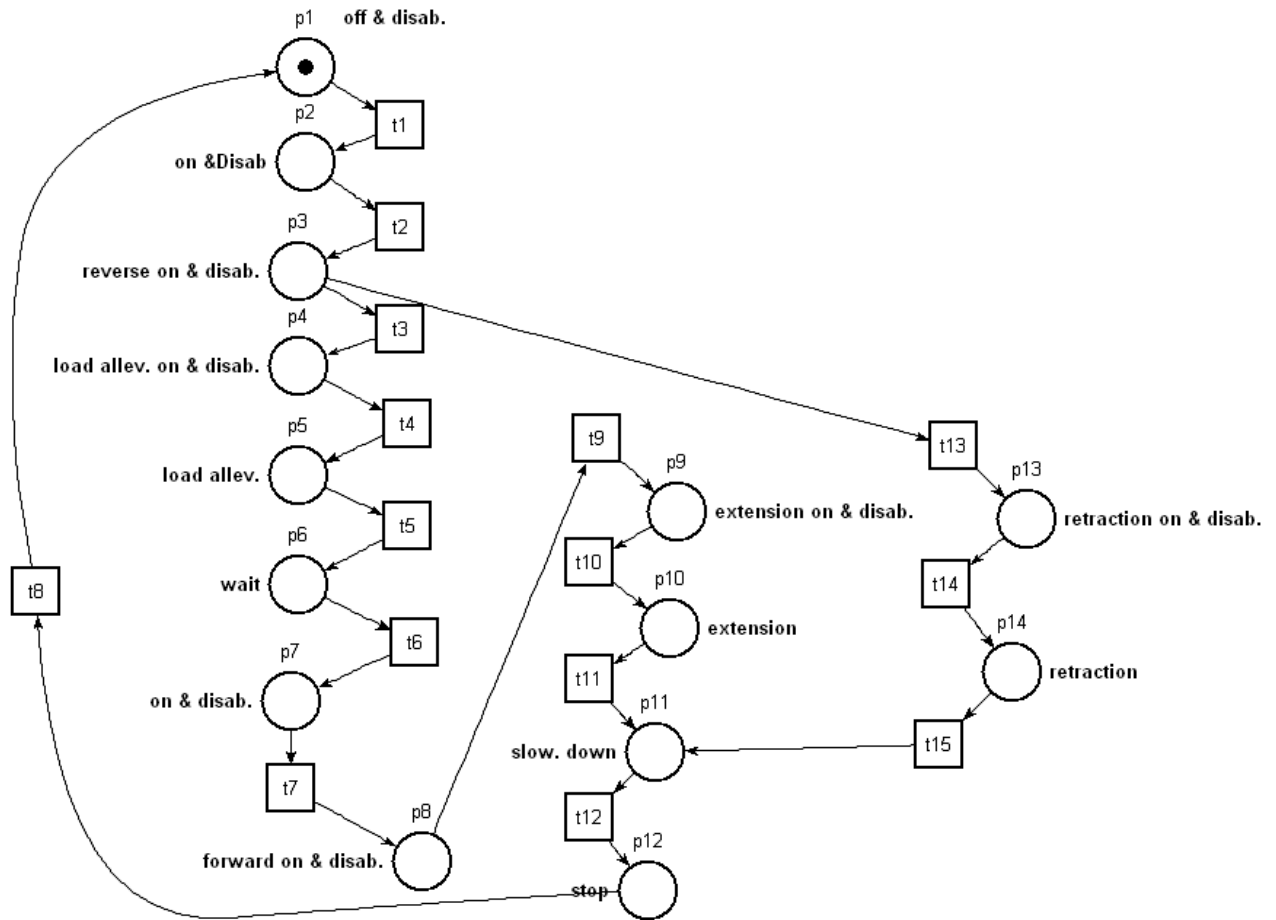 p1 off & disab.
t1
p2
on &Disab
t2
p3
reverse on & disab.
t3
p4
load allev. on & disab.
t4
p5
load allev.
t5
p6
wait
t6
p7
on & disab.
t7
p8
forward on & disab.
t8
t9
p9
extension on & disab.
t10
p10
extension
t11
p11
slow. down
t12
p12
stop
t13
p13
retraction on & disab.
t14
p14
retraction
t15